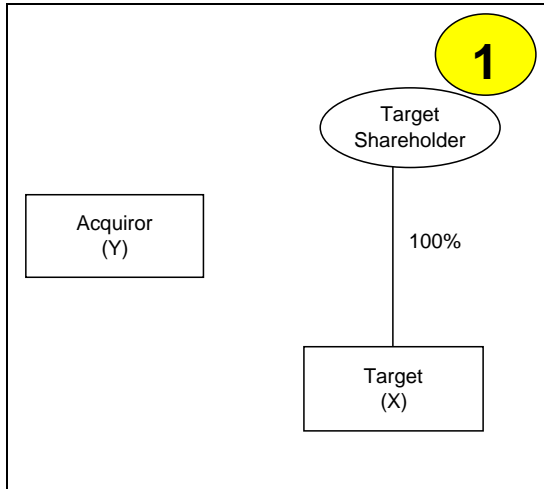 1
Target
Shareholder
Acquiror
(Y)
100%
Target
(X)